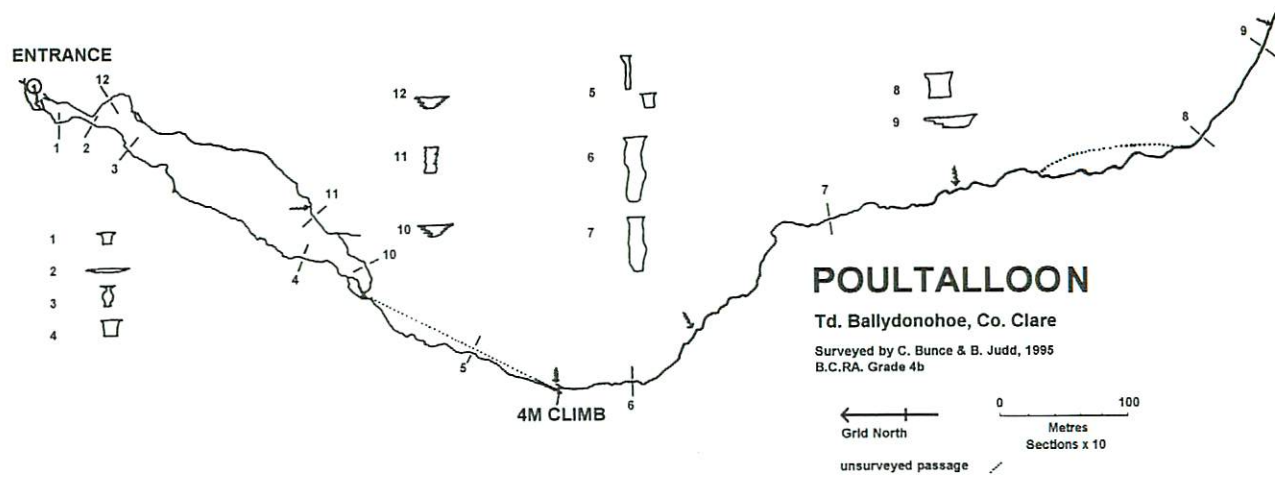 ENTRANCE
12
1
2
3
11
10
4
5
4M CLIMB
6
7
8
9
1
2
3
4
12
11
10
5
6
7
8
9
POULTALLOON
Td. Ballydonohoe, Co. Clare
Surveyed by C. Bunce & B. Judd, 1995
B.C.RA. Grade 4b
Grid North
0 100
Metres
Sections x 10
unsurveyed passage